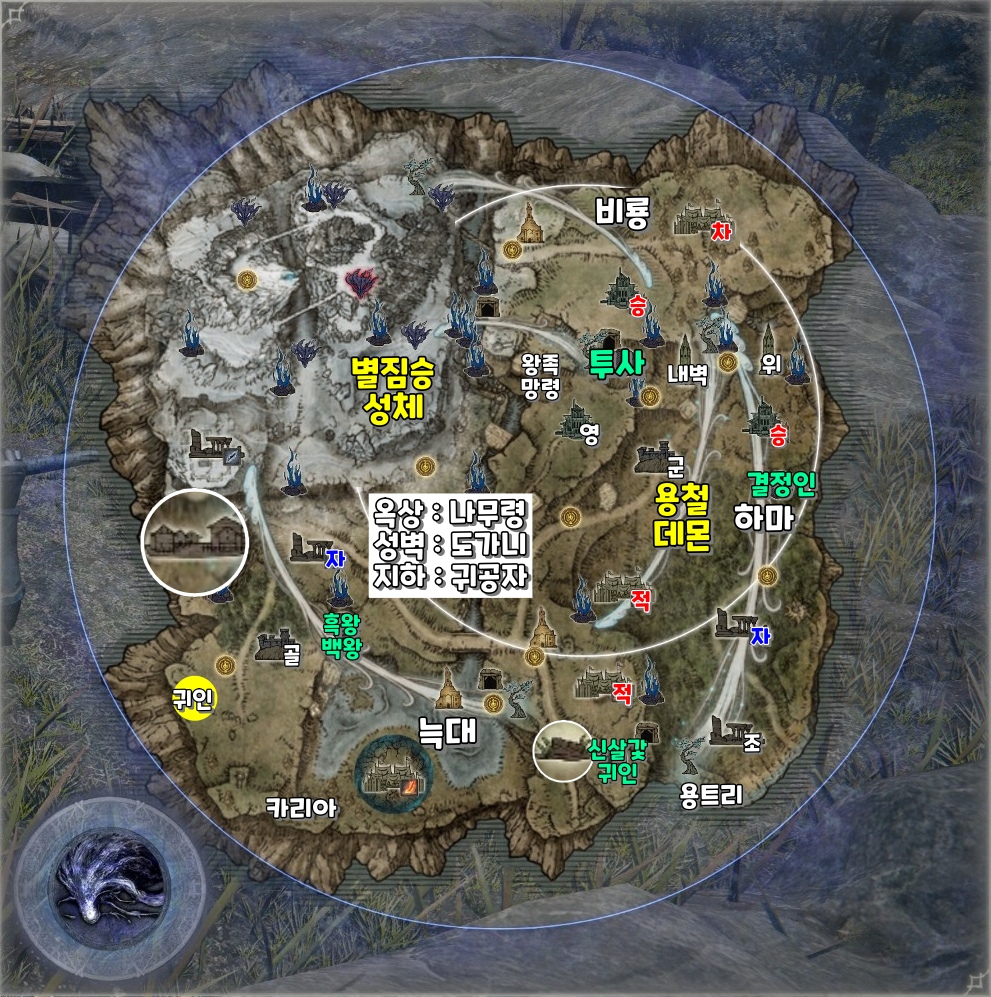 비룡
차
승
왕족
망령
투사
내벽
위
별짐승
성체
영
승
군
결정인
용철
데몬
하마
옥상 : 나무령
성벽 : 도가니
지하 : 귀공자
자
적
흑왕
백왕
자
골
귀인
적
늑대
조
신살갗
귀인
카리아
용트리